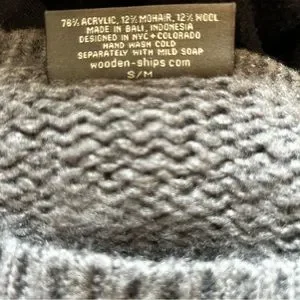 76% ACRYLIC, 12% MOHAIR, 12% WOOL
MADE IN BALI, INDONESIA
DESIGNED IN NYC + COLORADO
HAND WASH COLD
SEPARATELY WITH MILD SOAP
wooden-ships.com
S/M